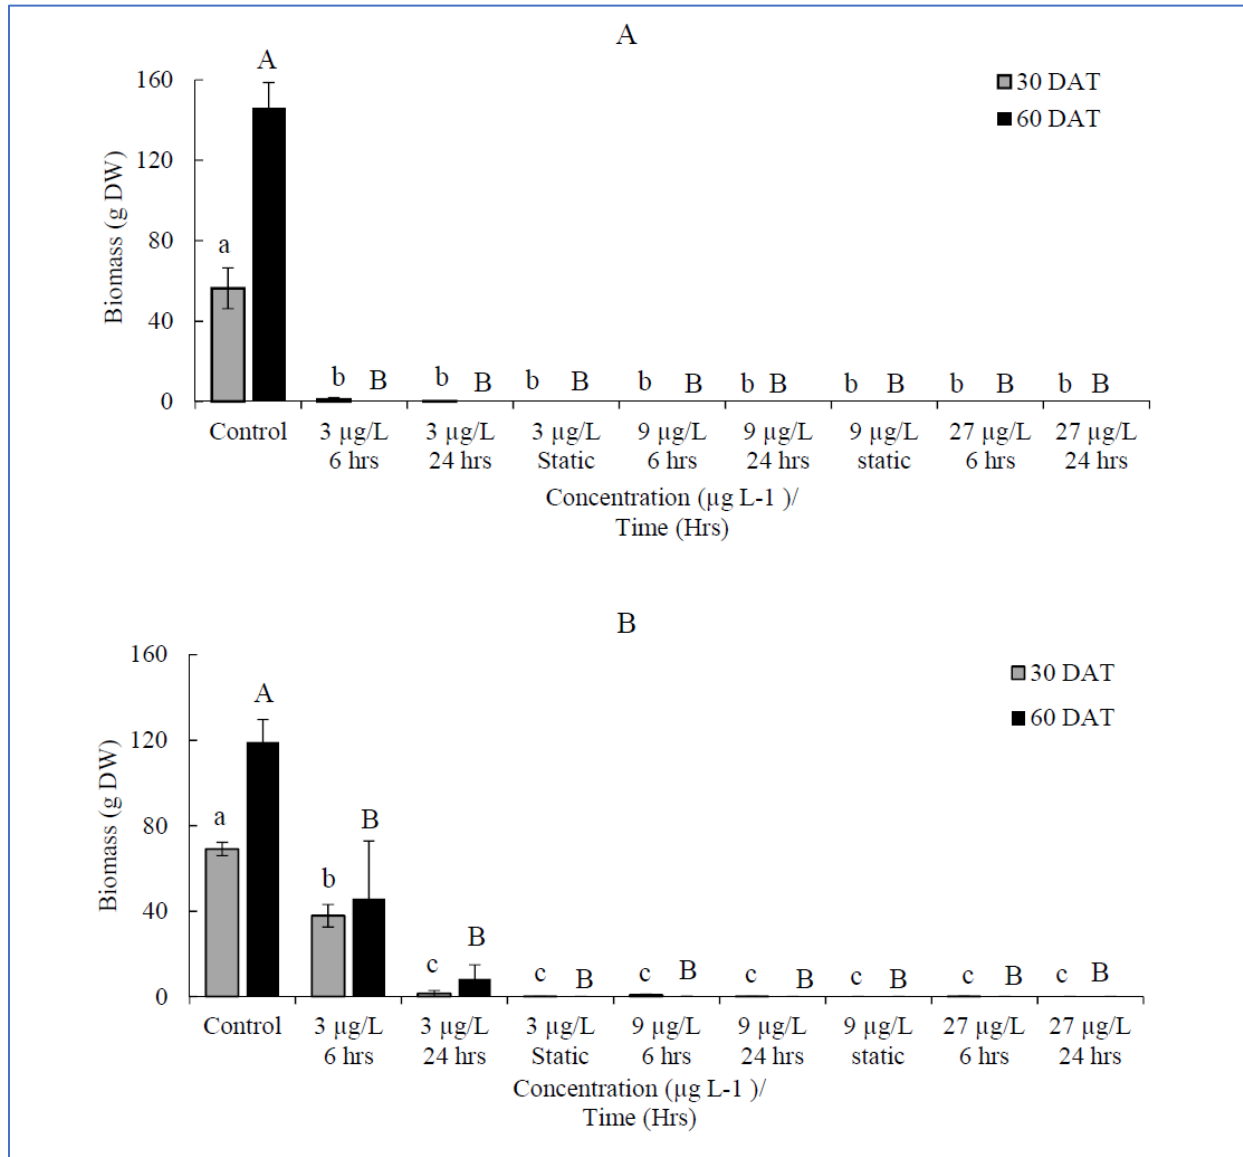 A
A
160
30 DAT
60 DAT
120
Biomass (g DW)
80
a
40
b B b B b B b B b B b B b B b B
0
Control 3 µg/L 3 µg/L 3 µg/L 9 µg/L 9 µg/L 9 µg/L 27 µg/L 27 µg/L
6 hrs 24 hrs Static 6 hrs 24 hrs static 6 hrs 24 hrs
Concentration (µg L-1 )/
Time (Hrs)
B
160
30 DAT
A
60 DAT
120
Biomass (g DW)
80
a
B
b
40
B
c c B c B c B c B c B c B
0
Control 3 µg/L 3 µg/L 3 µg/L 9 µg/L 9 µg/L 9 µg/L 27 µg/L 27 µg/L
6 hrs 24 hrs Static 6 hrs 24 hrs static 6 hrs 24 hrs
Concentration (µg L-1 )/
Time (Hrs)